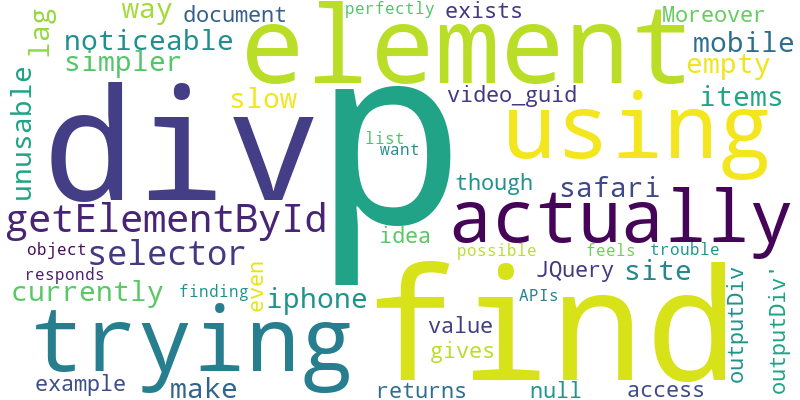 way
document
perfectly
exists
Moreover
lag
noticeable
element
mobile
simpler
empty
unusable
div
slow
p
video_guid
using
items
list
want
though
safari
getElementById
actually
selector
idea
object
possible
feels
trouble
responds
currently
finding
even
iphone
find
JQuery
site
APIs
outputDiv
outputDiv'
trying
value
gives
example
make
returns
null
access